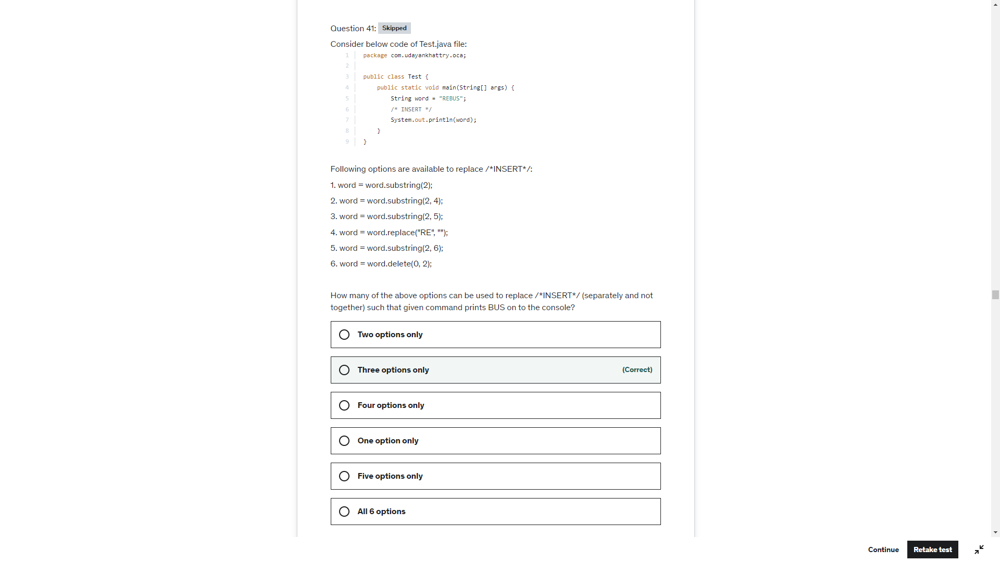 Question 41: Skipped
Consider below code of Test.java file:
1 package com.udayankhattry.oca;
2
3 public class Test {
4 public static void main(String[] args) {
5 String word = "REBUS";
6 /* INSERT */
7 System.out.println(word);
8 }
9 }
Following options are available to replace /*INSERT*/:
1. word = word.substring(2);
2. word = word.substring(2, 4);
3. word = word.substring(2, 5);
4. word = word.replace("RE", "");
5. word = word.substring(2, 6);
6. word = word.delete(0, 2);
How many of the above options can be used to replace /*INSERT*/ (separately and not
together) such that given command prints BUS on to the console?
Two options only
Three options only (Correct)
Four options only
One option only
Five options only
All 6 options
Continue Retake test